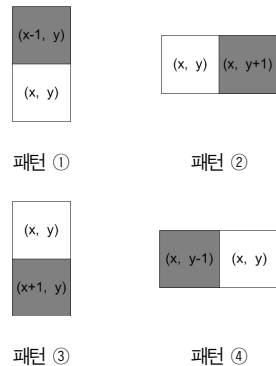 (x-1, y)
(x, y)
(x, y) (x, y+1)
패턴 ① 패턴 ②
(x, y)
(x+1, y)
(x, y-1) (x, y)
패턴 ③ 패턴 ④